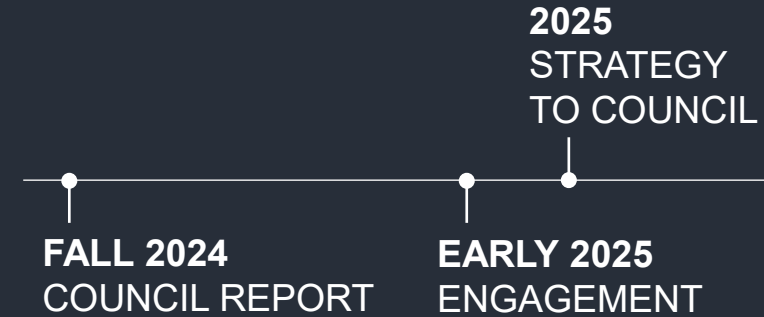 2025
STRATEGY
TO COUNCIL
FALL 2024
COUNCIL REPORT
EARLY 2025
ENGAGEMENT